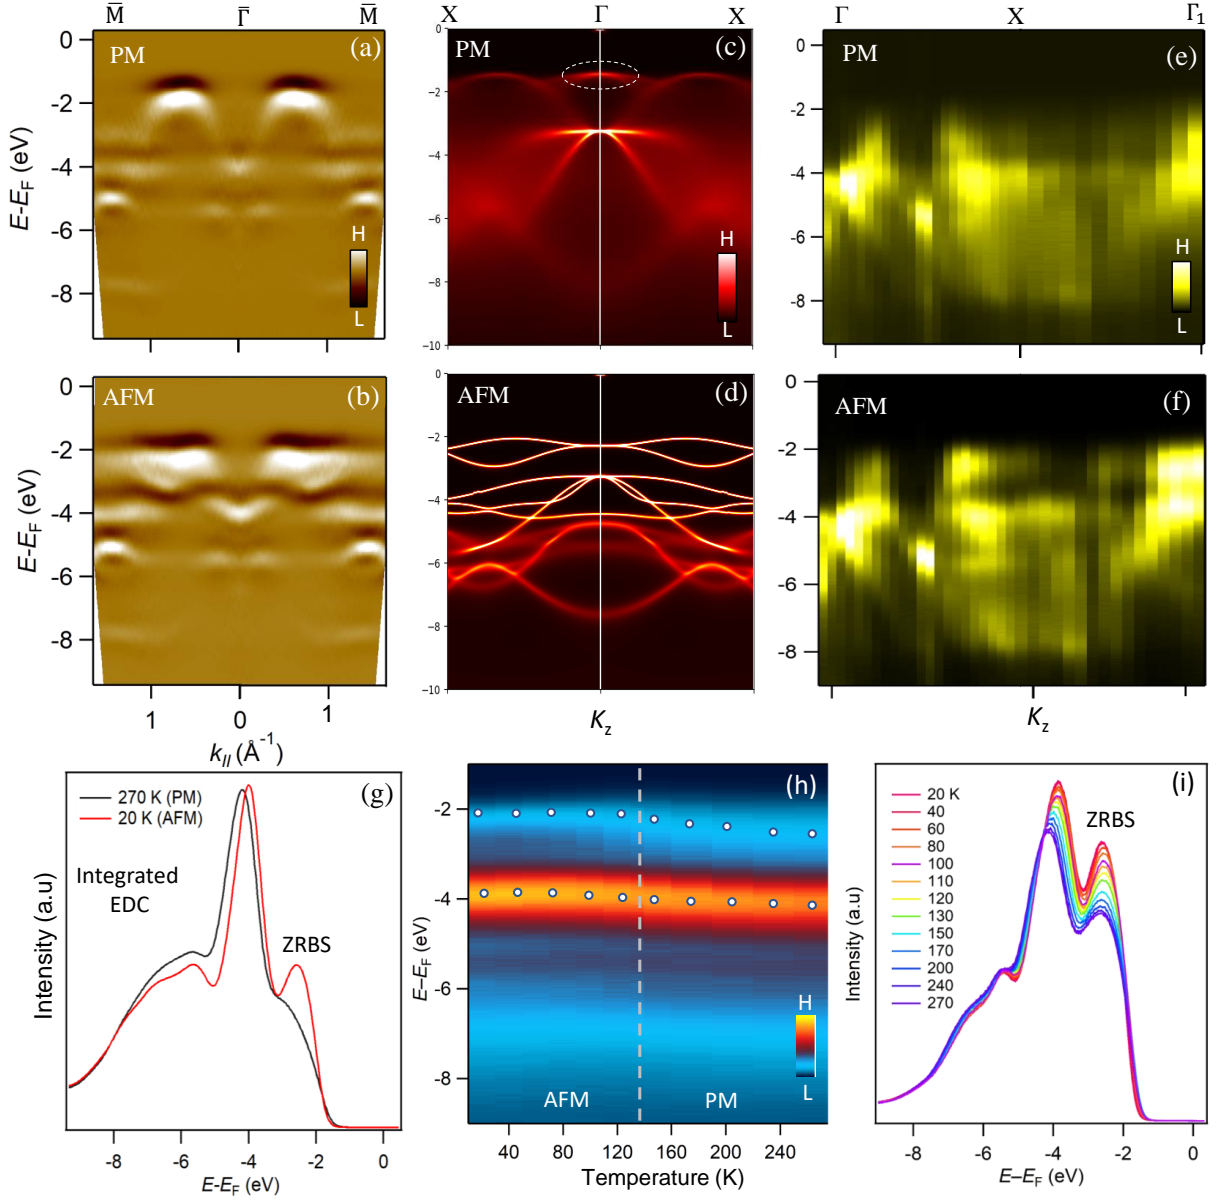 M̅ Γ̅ M̅
PM (a)
0
-2
-4
-6
-8
E-E_F (eV)
H
L
X Γ X
PM (c)
0
−2
−4
−6
−8
−10
H
L
Γ X Γ₁
PM (e)
0
-2
-4
-6
-8
H
L
AFM (b)
0
-2
-4
-6
-8
E-E_F (eV)
1 0 1
k_// (Å⁻¹)
AFM (d)
0
−2
−4
−6
−8
−10
K_z
AFM (f)
0
-2
-4
-6
-8
K_z
(g)
270 K (PM)
20 K (AFM)
Integrated
EDC
ZRBS
Intensity (a.u)
-8 -6 -4 -2 0
E-E_F (eV)
(h)
-2
-4
-6
-8
E–E_F (eV)
H
L
AFM PM
40 80 120 160 200 240
Temperature (K)
(i)
20 K
40
60
80
100
110
120
130
150
170
200
240
270
ZRBS
Intensity (a.u)
-8 -6 -4 -2 0
E–E_F (eV)